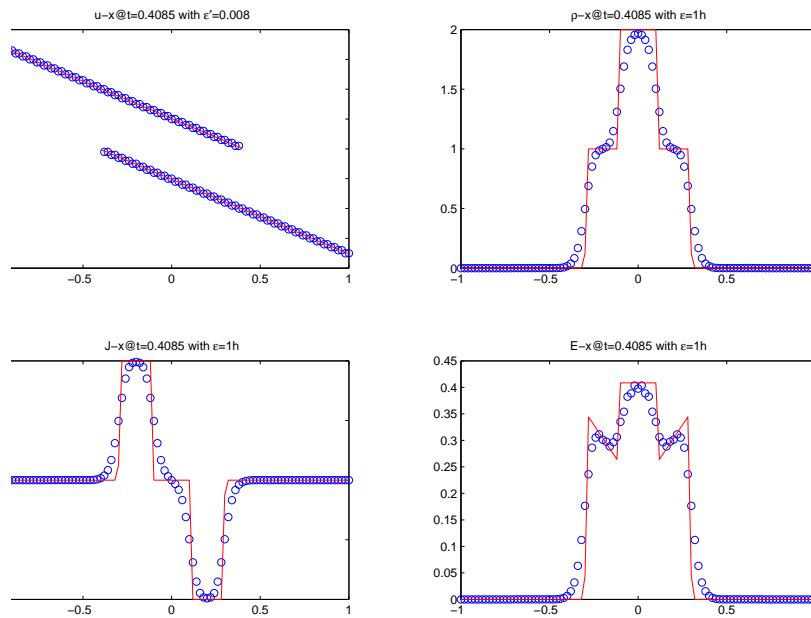 u−x@t=0.4085 with ε′=0.008
−0.5 0 0.5 1
ρ−x@t=0.4085 with ε=1h
2
1.5
1
0.5
0
−1 −0.5 0 0.5
J−x@t=0.4085 with ε=1h
−0.5 0 0.5 1
E−x@t=0.4085 with ε=1h
0.45
0.4
0.35
0.3
0.25
0.2
0.15
0.1
0.05
0
−1 −0.5 0 0.5